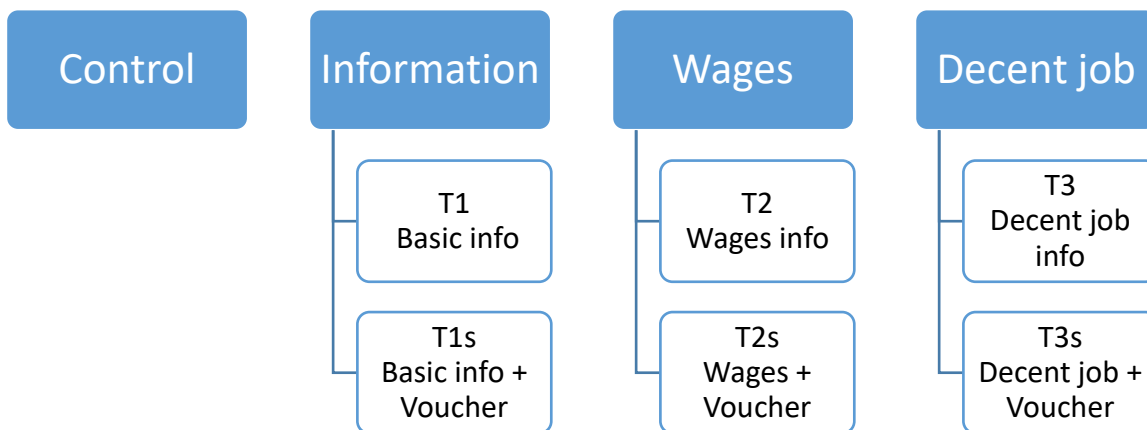 Control
Information
T1
Basic info
T1s
Basic info +
Voucher
Wages
T2
Wages info
T2s
Wages +
Voucher
Decent job
T3
Decent job
info
T3s
Decent job +
Voucher